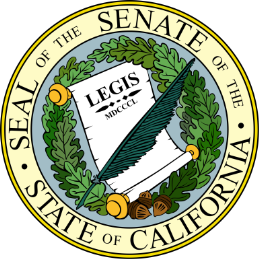 SEAL OF THE SENATE OF THE
STATE OF CALIFORNIA
LEGIS
MDCCCL